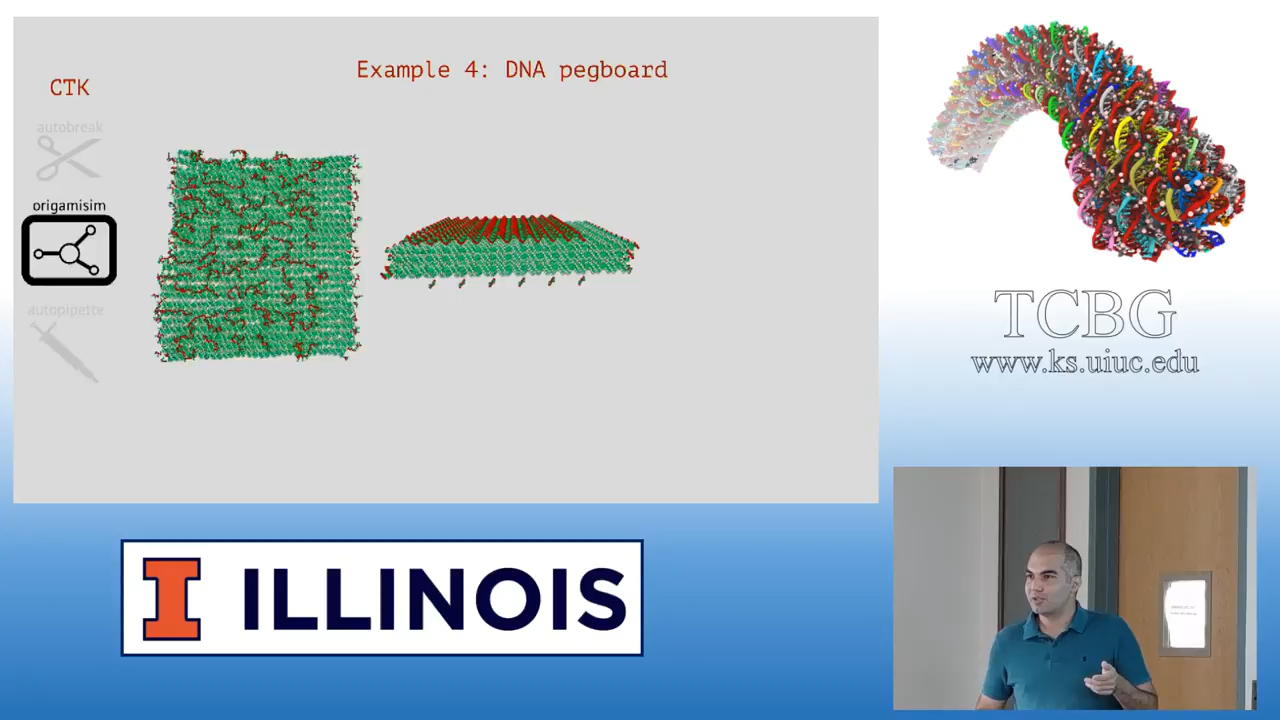 Example 4: DNA pegboard
CTK
autobreak
origamisim
autopipette
TCBG
www.ks.uiuc.edu
I ILLINOIS